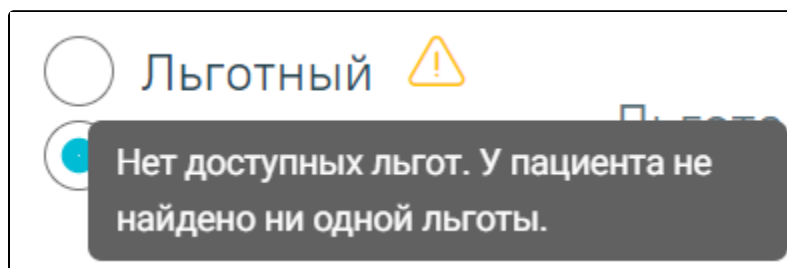 Льготный
Нет доступных льгот. У пациента не
найдено ни одной льготы.